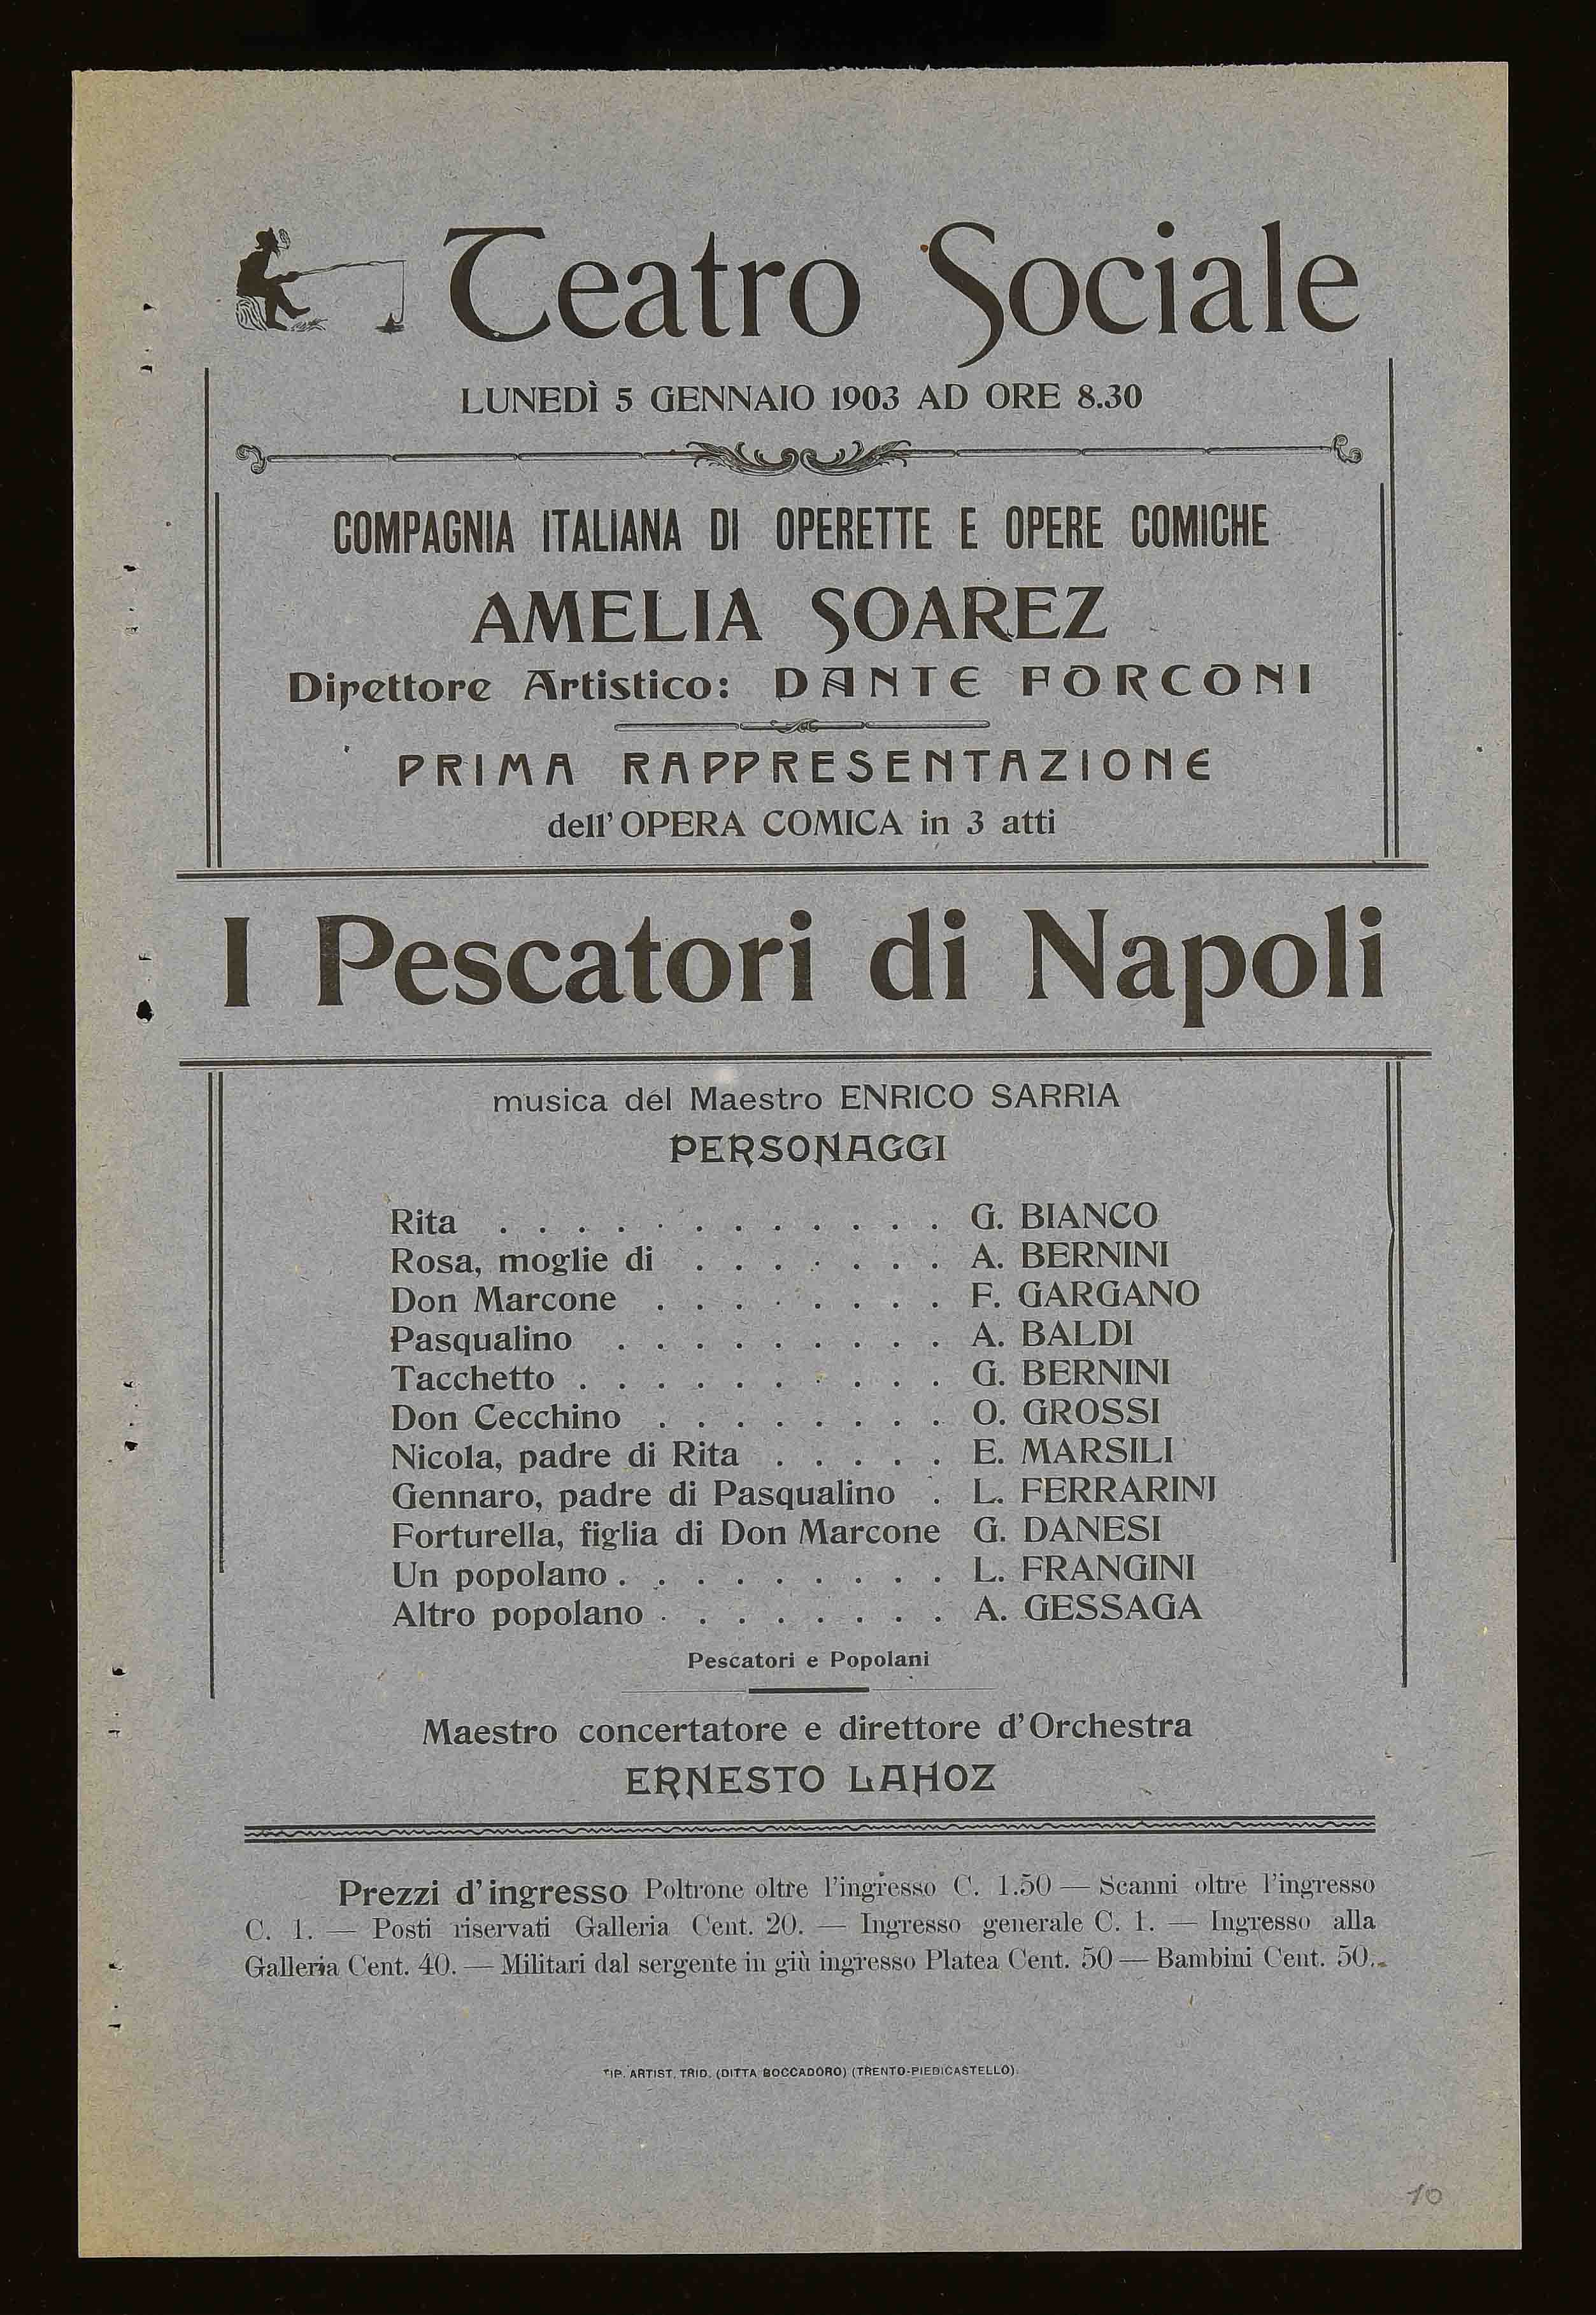 Teatro Sociale
LUNEDÌ 5 GENNAIO 1903 AD ORE 8.30
COMPAGNIA ITALIANA DI OPERETTE E OPERE COMICHE
AMELIA SOAREZ
Direttore Artistico: DANTE FORCONI
PRIMA RAPPRESENTAZIONE
dell' OPERA COMICA in 3 atti
I Pescatori di Napoli
musica del Maestro ENRICO SARRIA
PERSONAGGI
Rita . . . . . . . . . . . . G. BIANCO
Rosa, moglie di . . . . . . . A. BERNINI
Don Marcone . . . . . . . . F. GARGANO
Pasqualino . . . . . . . . . A. BALDI
Tacchetto . . . . . . . . . . G. BERNINI
Don Cecchino . . . . . . . . O. GROSSI
Nicola, padre di Rita . . . . . E. MARSILI
Gennaro, padre di Pasqualino . L. FERRARINI
Forturella, figlia di Don Marcone G. DANESI
Un popolano . . . . . . . . . L. FRANGINI
Altro popolano . . . . . . . . A. GESSAGA
Pescatori e Popolani
Maestro concertatore e direttore d'Orchestra
ERNESTO LAHOZ
Prezzi d'ingresso Poltrone oltre l'ingresso C. 1.50 — Scanni oltre l'ingresso
C. 1. — Posti riservati Galleria Cent. 20. — Ingresso generale C. 1. — Ingresso alla
Galleria Cent. 40. — Militari dal sergente in giù ingresso Platea Cent. 50 — Bambini Cent. 50.
TIP. ARTIST. TRID. (DITTA BOCCADORO) (TRENTO-PIEDICASTELLO)
10